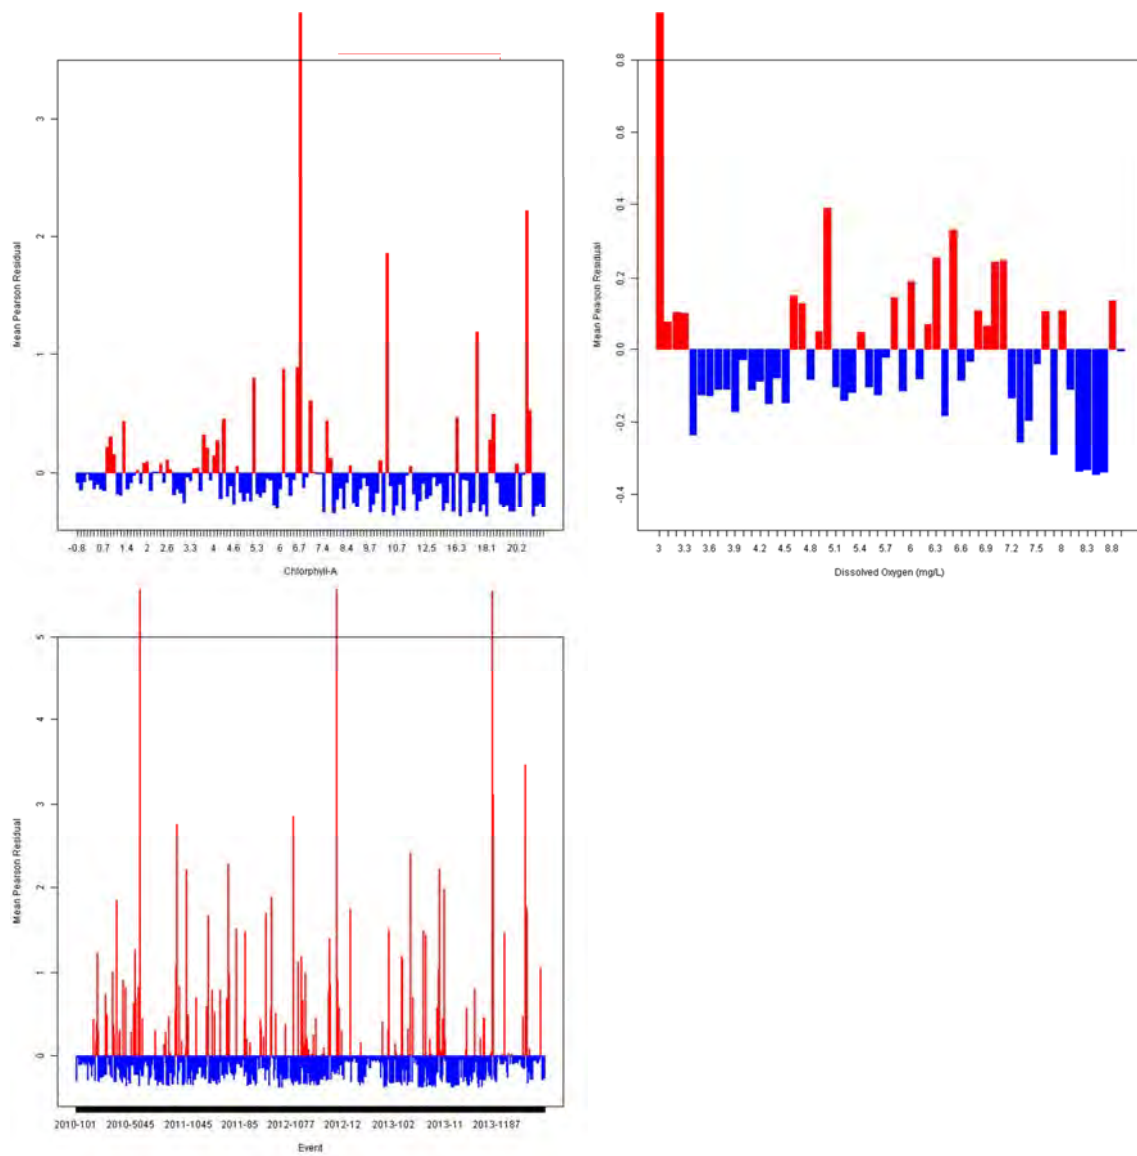 3
2
1
0
Mean Pearson Residual
-0.8 0.7 1.4 2 2.6 3.3 4 4.6 5.3 6 6.7 7.4 8.4 9.7 10.7 12.5 16.3 18.1 20.2
Chlorphyll-A
0.8
0.6
0.4
0.2
0.0
-0.2
-0.4
Mean Pearson Residual
3 3.3 3.6 3.9 4.2 4.5 4.8 5.1 5.4 5.7 6 6.3 6.6 6.9 7.2 7.5 8 8.3 8.8
Dissolved Oxygen (mg/L)
5
4
3
2
1
0
Mean Pearson Residual
2010-101 2010-5045 2011-1045 2011-85 2012-1077 2012-12 2013-102 2013-11 2013-1187
Event